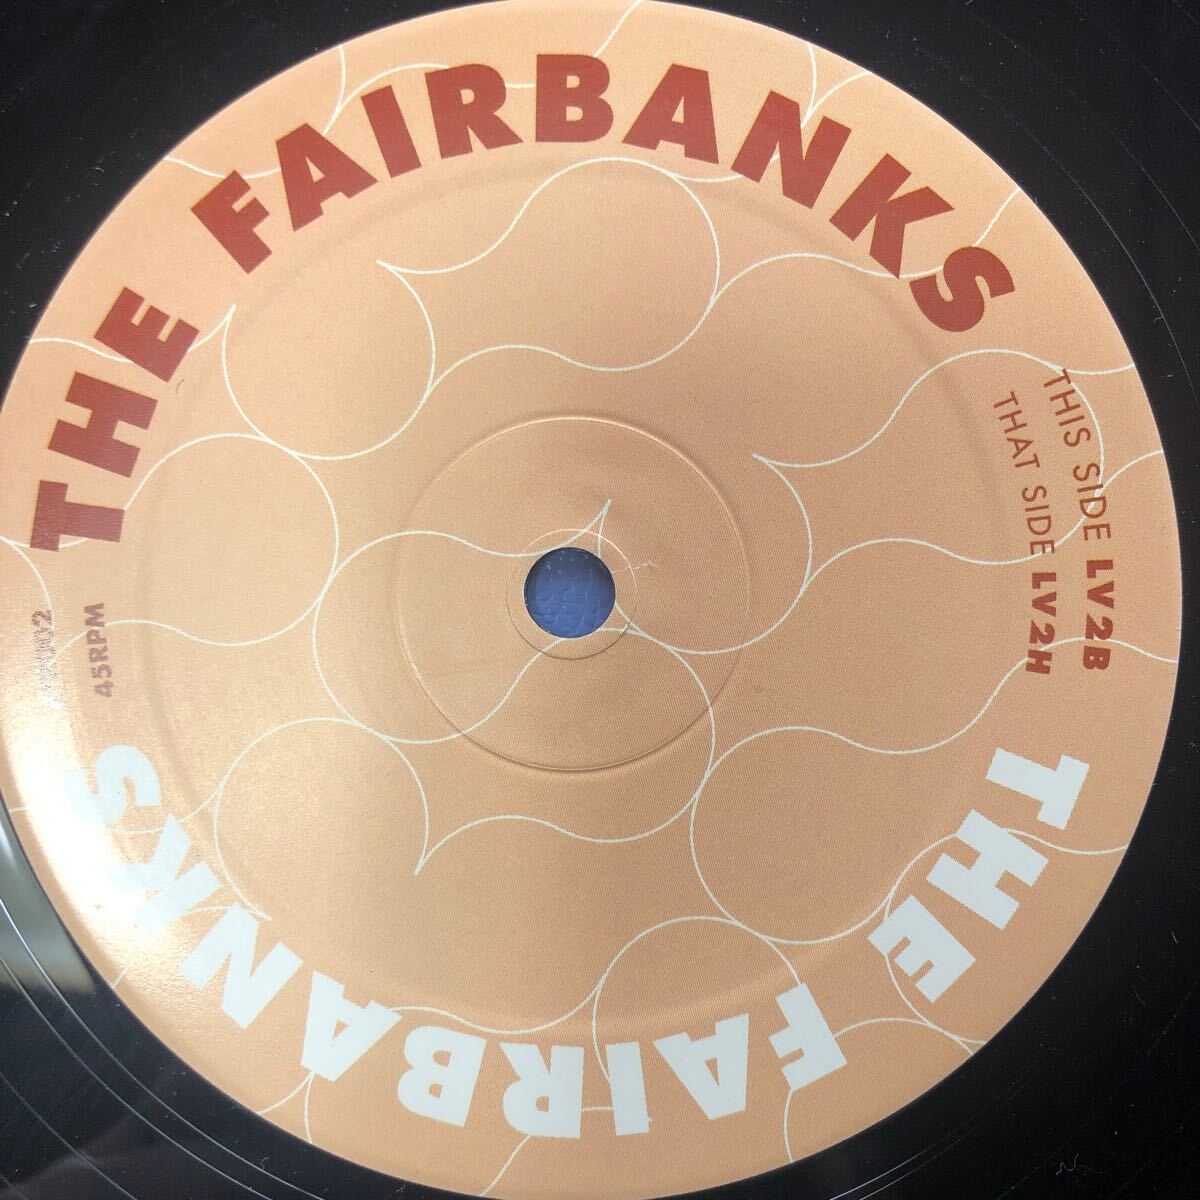 THE FAIRBANKS
THIS SIDE LV2B
THAT SIDE LV2H
45RPM
THE FAIRBANKS